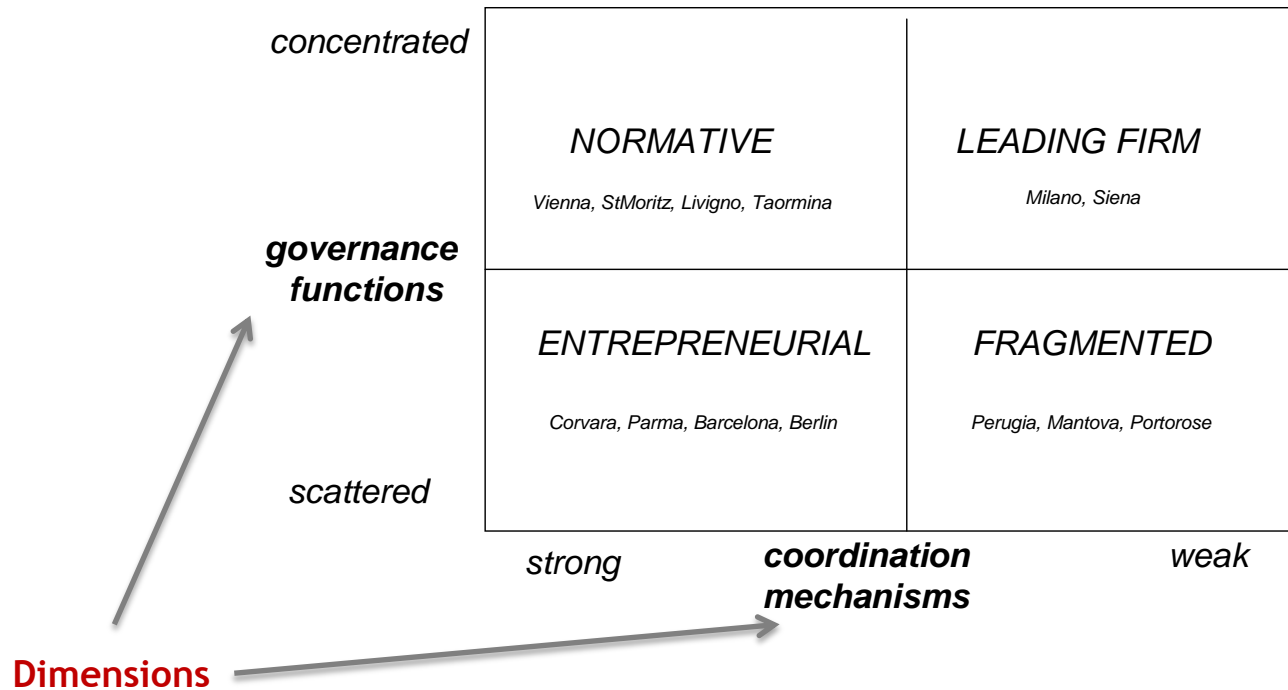 concentrated
NORMATIVE
LEADING FIRM
Vienna, StMoritz, Livigno, Taormina
Milano, Siena
governance
functions
ENTREPRENEURIAL
FRAGMENTED
Corvara, Parma, Barcelona, Berlin
Perugia, Mantova, Portorose
scattered
strong
coordination
mechanisms
weak
Dimensions